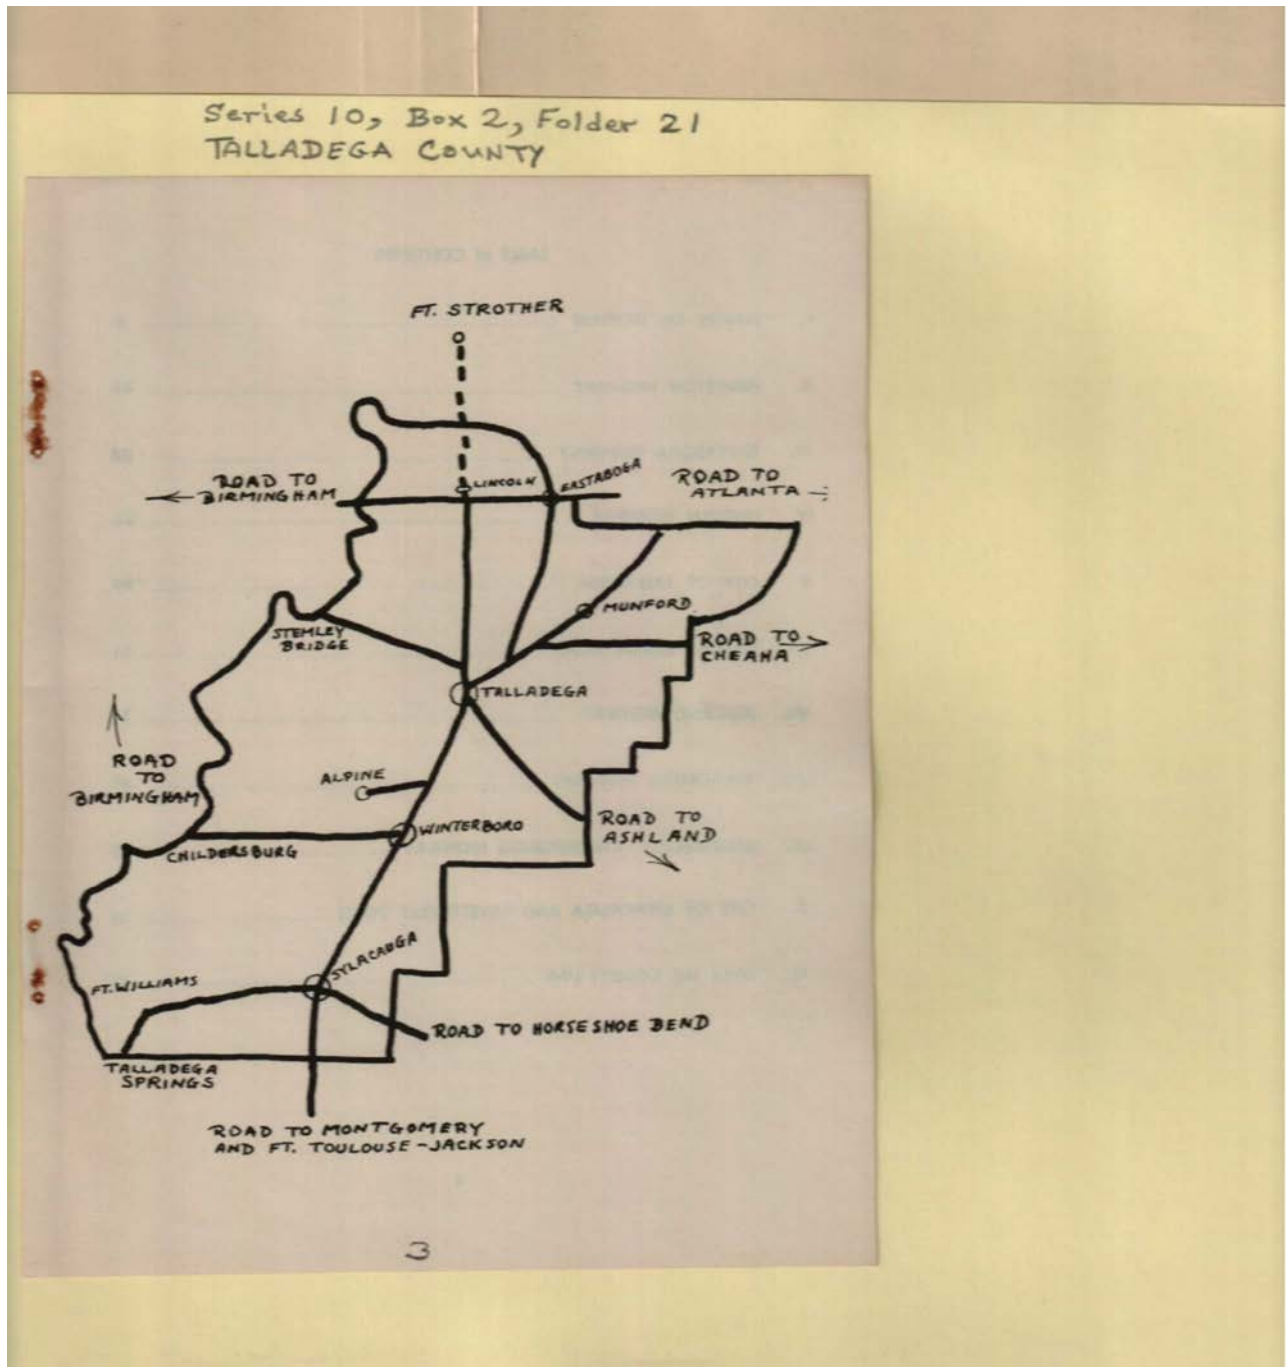 Series 10, Box 2, Folder 21
TALLADEGA COUNTY
FT. STROTHER
ROAD TO
BIRMINGHAM
LINCOLN
EASTABOGA
ROAD TO
ATLANTA
MUNFORD
STEMLEY
BRIDGE
ROAD TO
CHEAHA
TALLADEGA
ROAD
TO
BIRMINGHAM
ALPINE
WINTERBORO
ROAD TO
ASHLAND
CHILDERSBURG
SYLACAUGA
FT. WILLIAMS
ROAD TO HORSESHOE BEND
TALLADEGA
SPRINGS
ROAD TO MONTGOMERY
AND FT. TOULOUSE-JACKSON
3